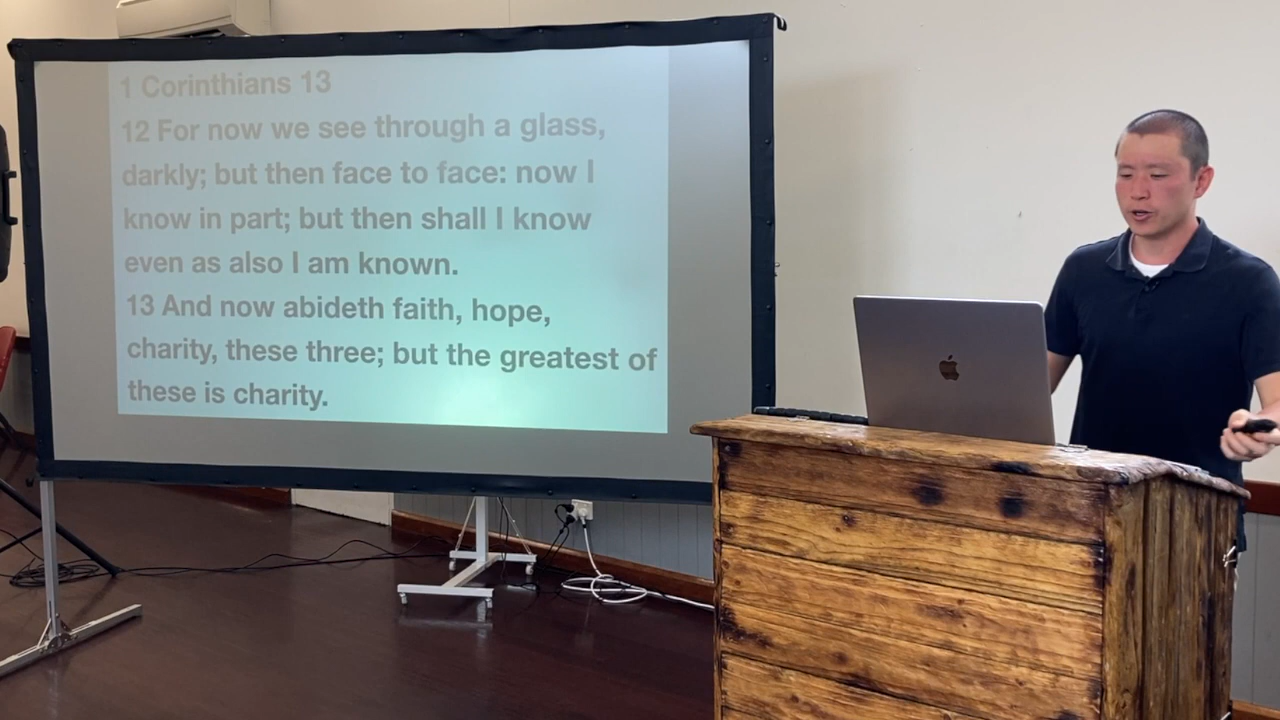 1 Corinthians 13
12 For now we see through a glass,
darkly; but then face to face: now I
know in part; but then shall I know
even as also I am known.
13 And now abideth faith, hope,
charity, these three; but the greatest of
these is charity.